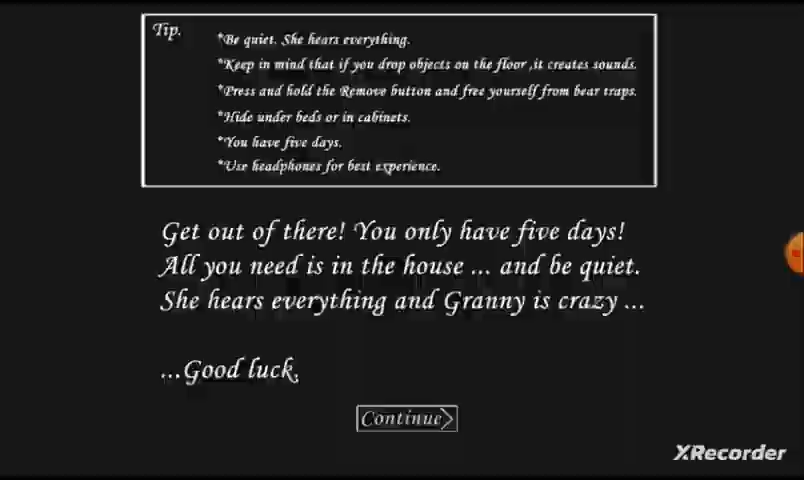 Tip.
*Be quiet. She hears everything.
*Keep in mind that if you drop objects on the floor ,it creates sounds.
*Press and hold the Remove button and free yourself from bear traps.
*Hide under beds or in cabinets.
*You have five days.
*Use headphones for best experience.
Get out of there! You only have five days!
All you need is in the house ... and be quiet.
She hears everything and Granny is crazy ...
...Good luck.
Continue
XRecorder